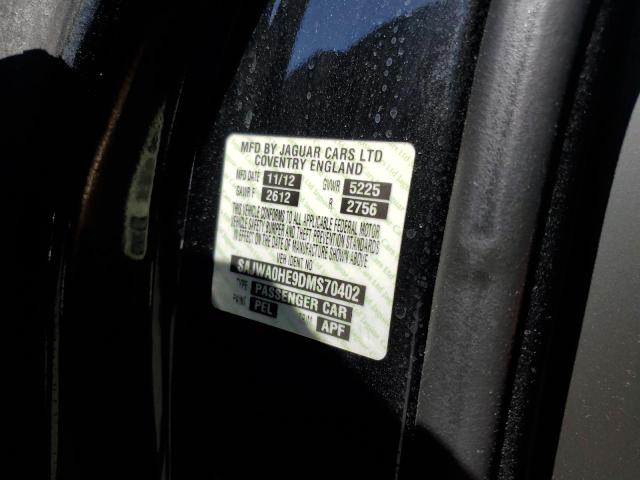 MFD BY JAGUAR CARS LTD
COVENTRY ENGLAND
MFD DATE 11/12 GVWR 5225
GAWR F 2612 R 2756
THIS VEHICLE CONFORMS TO ALL APPLICABLE FEDERAL MOTOR
VEHICLE SAFETY BUMPER AND THEFT PREVENTION STANDARDS
IN EFFECT ON THE DATE OF MANUFACTURE SHOWN ABOVE
VEH IDENT NO
SAJWA0HE9DMS70402
TYPE PASSENGER CAR
PAINT PEL APF